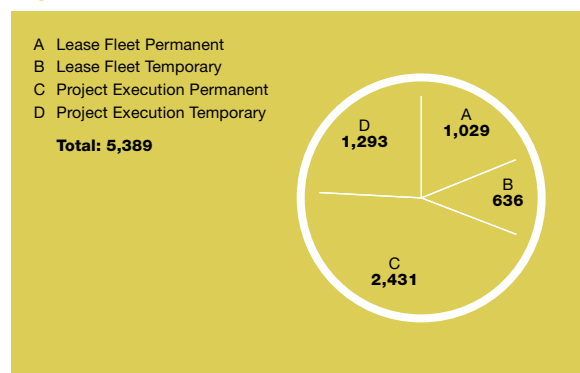 A Lease Fleet Permanent
B Lease Fleet Temporary
C Project Execution Permanent
D Project Execution Temporary
Total: 5,389
A
1,029
B
636
C
2,431
D
1,293